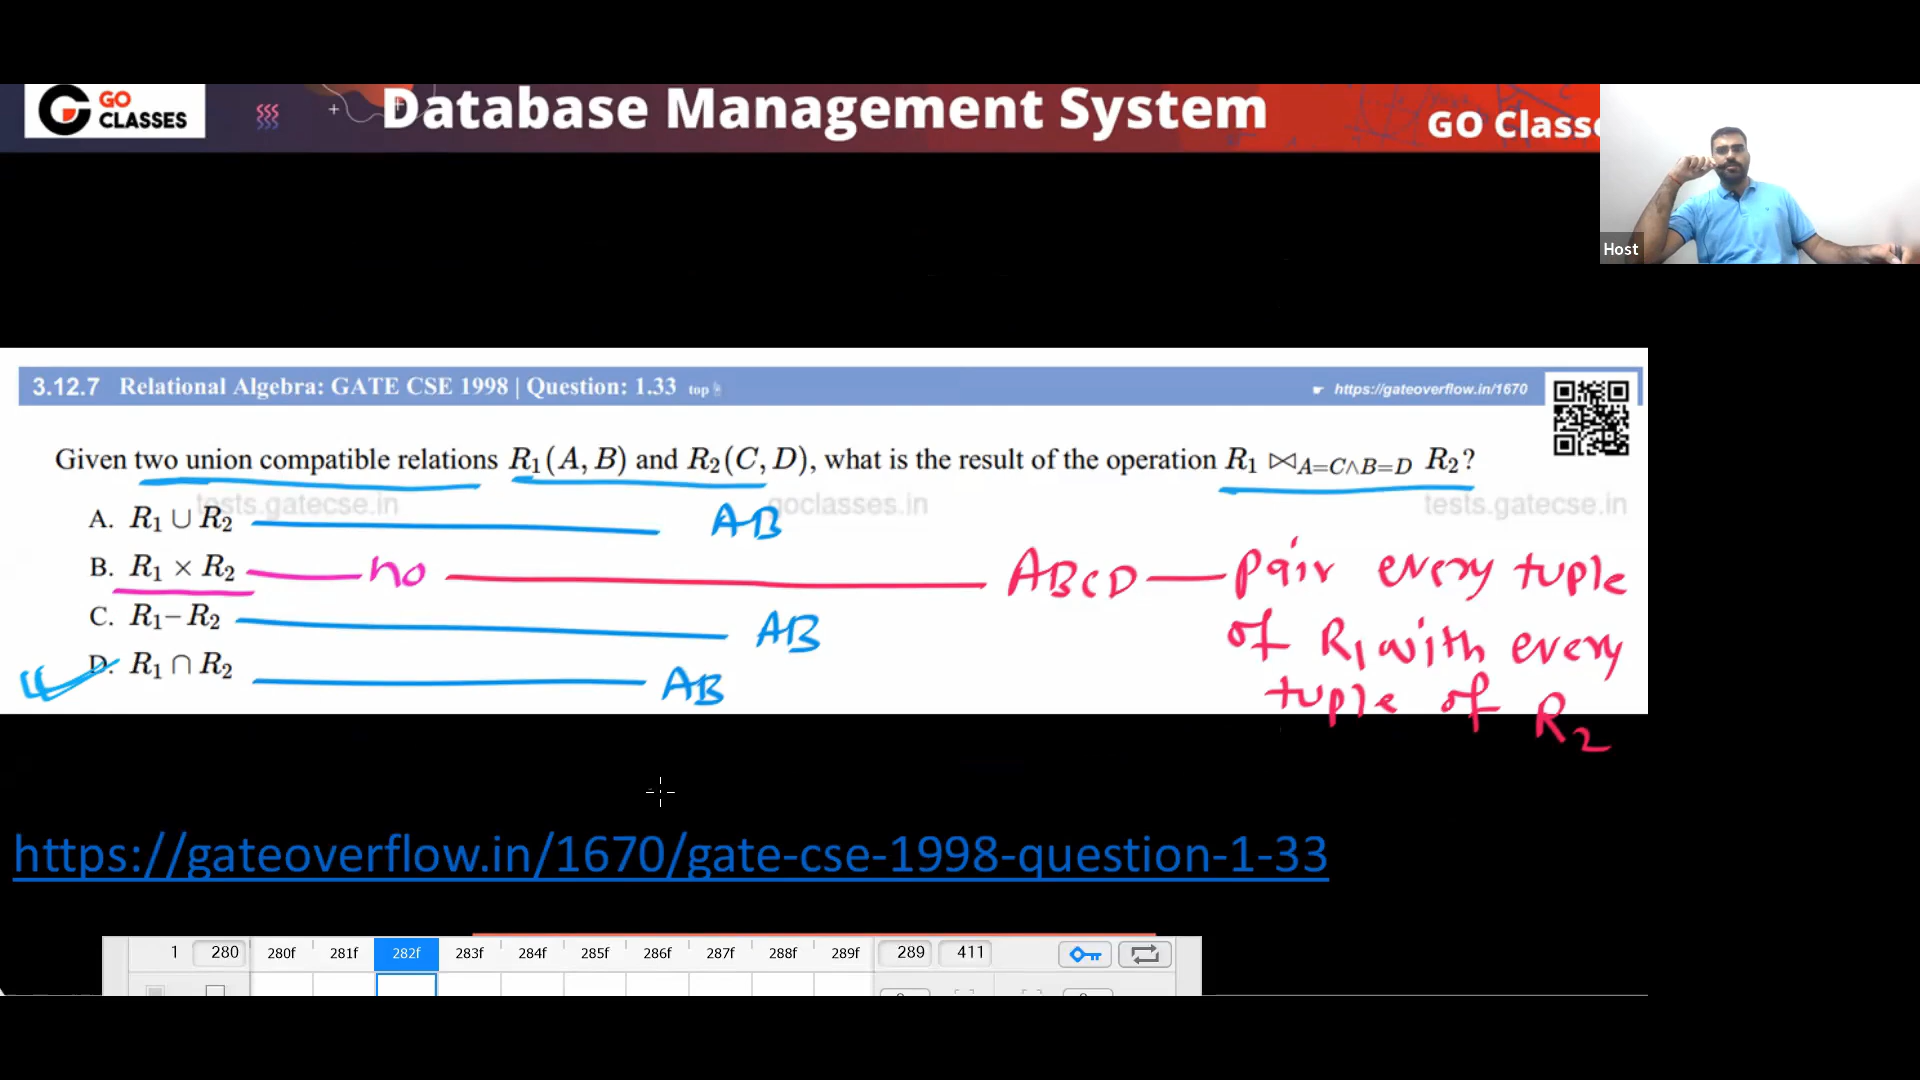 GO
CLASSES
Database Management System
GO Classe
Host
3.12.7 Relational Algebra: GATE CSE 1998 | Question: 1.33 top
https://gateoverflow.in/1670
Given two union compatible relations R₁(A, B) and R₂(C, D), what is the result of the operation R₁ ⋈A=C∧B=D R₂?
tests.gatecse.in goclasses.in tests.gatecse.in
A. R₁ ∪ R₂ AB
B. R₁ × R₂ no ABCD pair every tuple
of R₁ with every
tuple of R₂
C. R₁ − R₂ AB
D. R₁ ∩ R₂ AB
https://gateoverflow.in/1670/gate-cse-1998-question-1-33
1 280 280f 281f 282f 283f 284f 285f 286f 287f 288f 289f 289 411